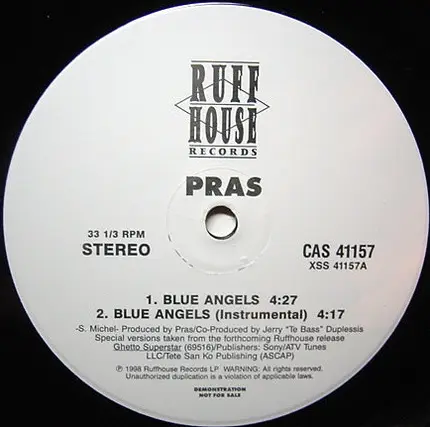 RUFF
HOUSE
RECORDS
PRAS
33 1/3 RPM
STEREO
CAS 41157
XSS 41157A
1. BLUE ANGELS 4:27
2. BLUE ANGELS (Instrumental) 4:17
-S. Michel- Produced by Pras/Co-Produced by Jerry "Te Bass" Duplessis
Special versions taken from the forthcoming Ruffhouse release
Ghetto Superstar (69516)/Publishers: Sony/ATV Tunes
LLC/Tete San Ko Publishing (ASCAP)
℗ 1998 Ruffhouse Records LP WARNING: All rights reserved.
Unauthorized duplication is a violation of applicable laws.
DEMONSTRATION
NOT FOR SALE